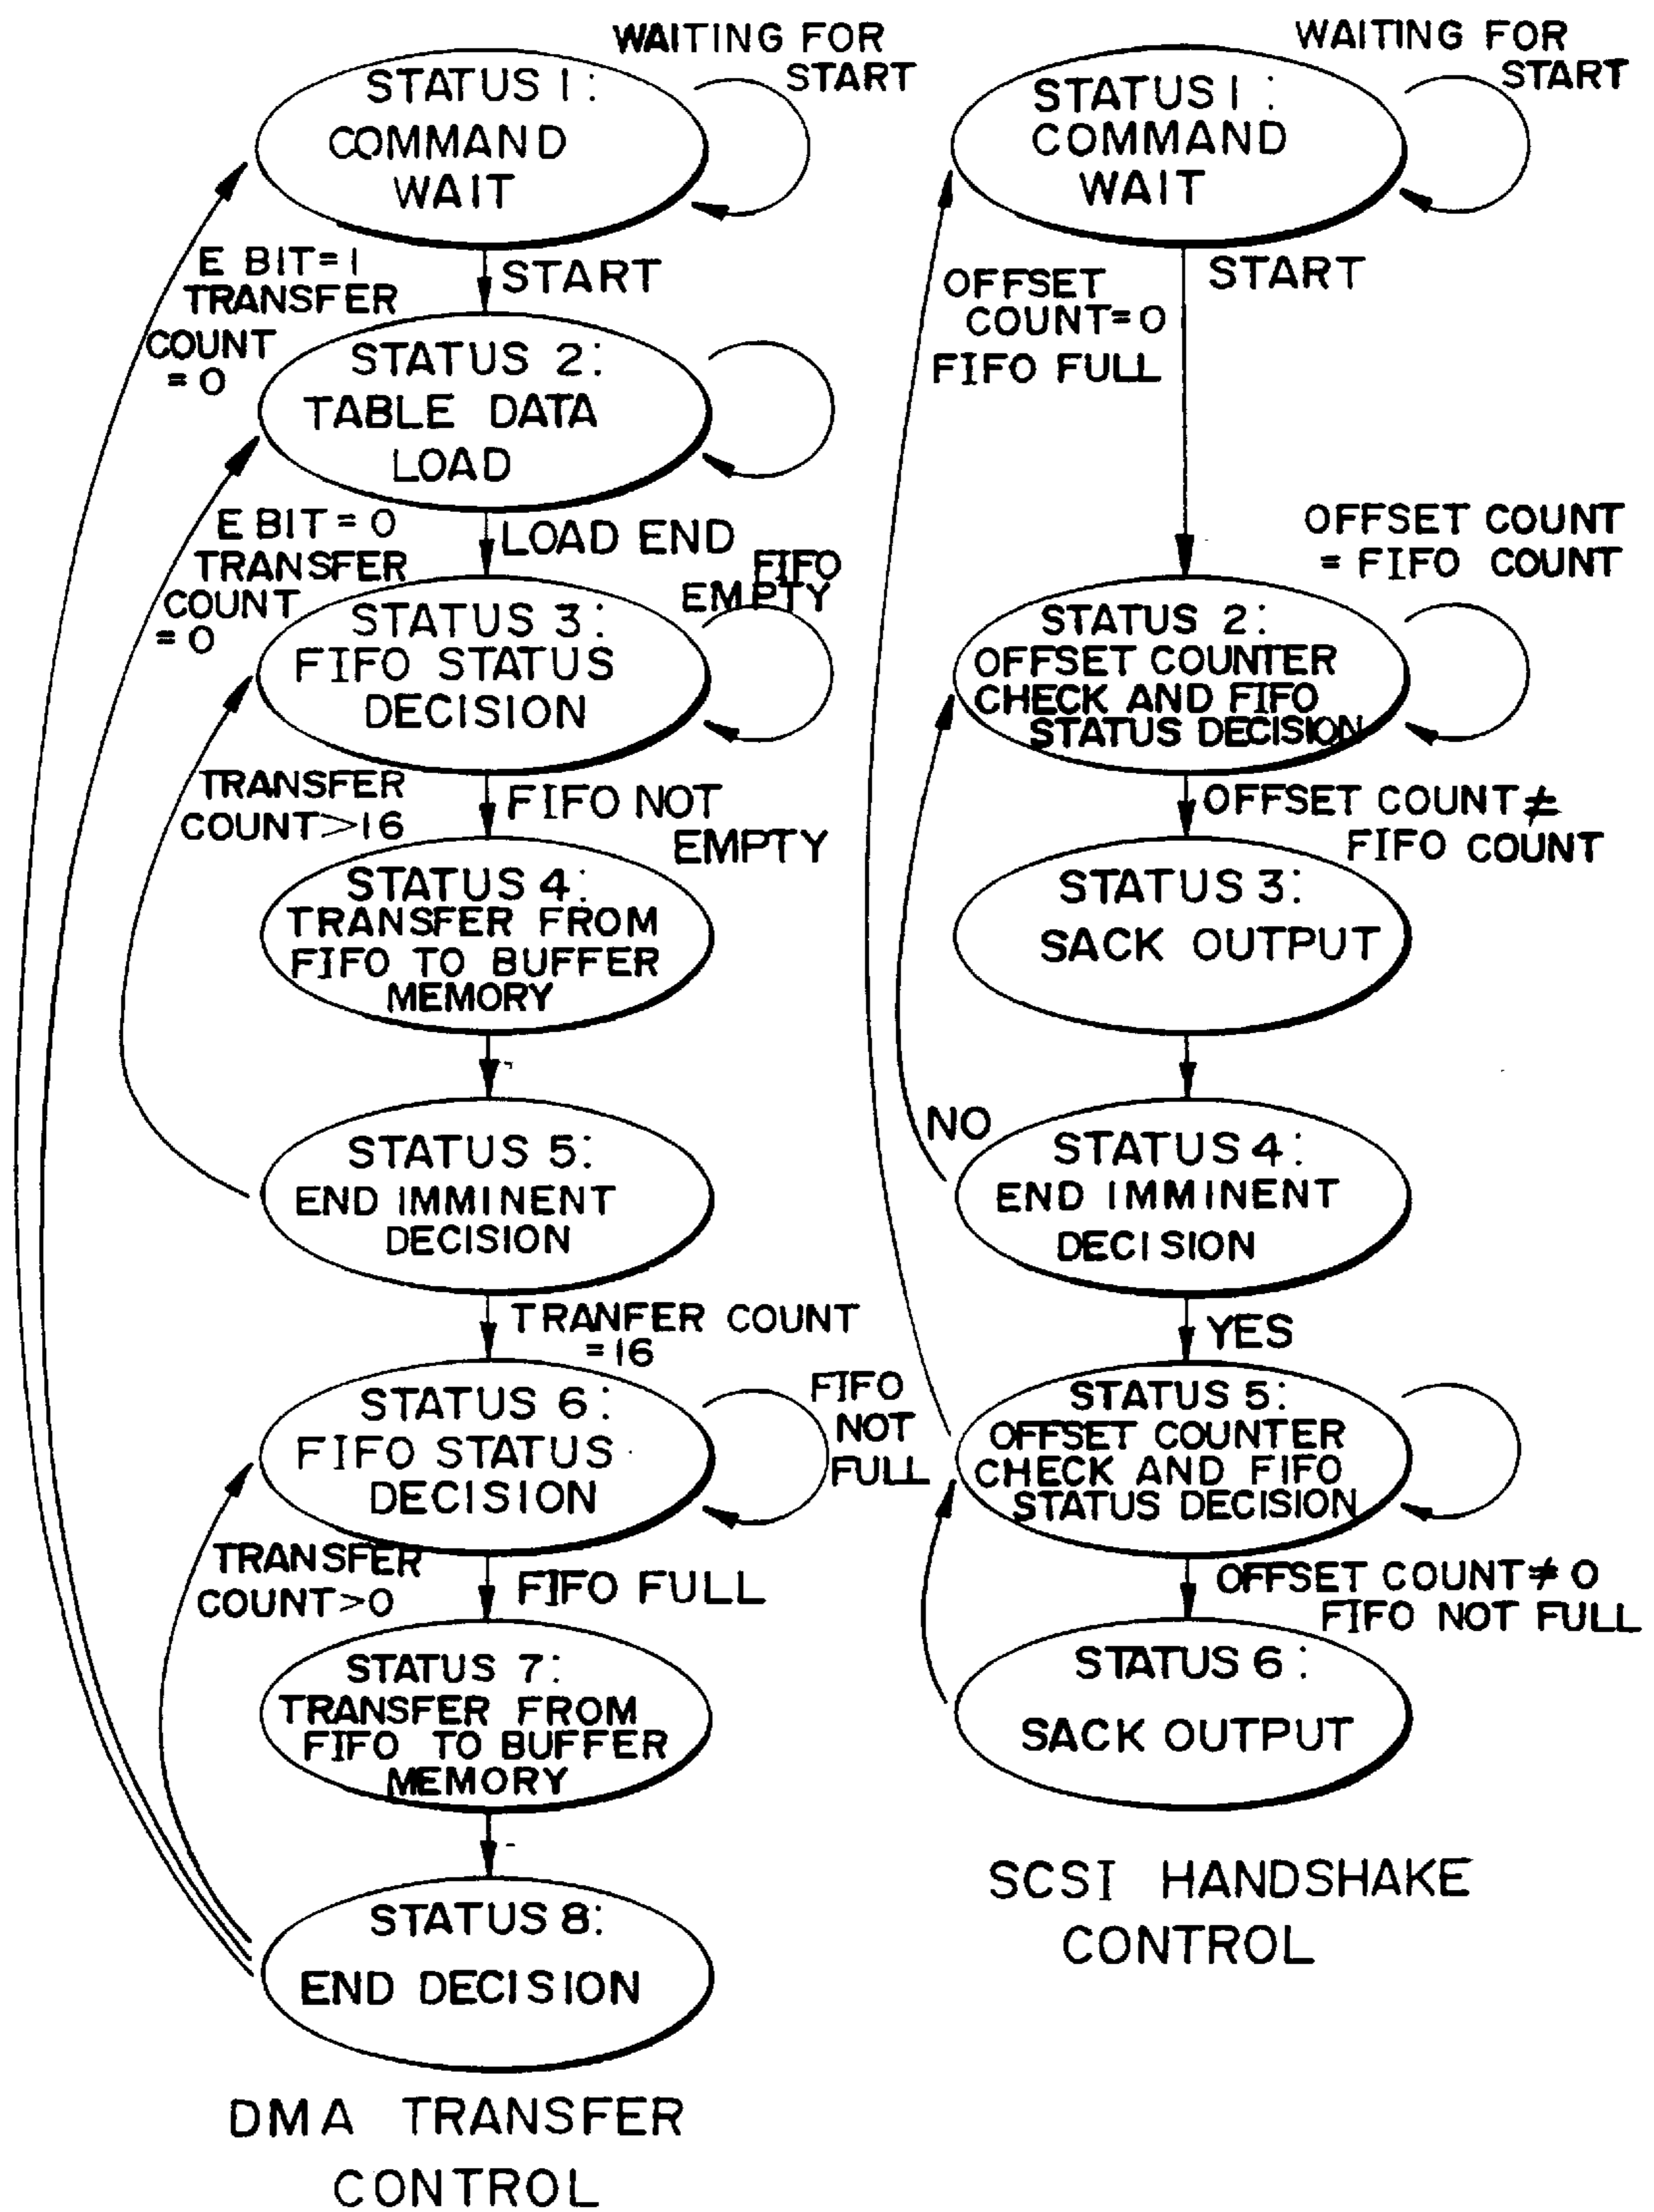 WAITING FOR
START
STATUS 1:
COMMAND
WAIT
E BIT=1
TRANSFER
COUNT
=0
START
STATUS 2:
TABLE DATA
LOAD
E BIT=0
TRANSFER
COUNT
=0
LOAD END
FIFO
EMPTY
STATUS 3:
FIFO STATUS
DECISION
TRANSFER
COUNT>16
FIFO NOT
EMPTY
STATUS 4:
TRANSFER FROM
FIFO TO BUFFER
MEMORY
STATUS 5:
END IMMINENT
DECISION
TRANFER COUNT
=16
STATUS 6:
FIFO STATUS
DECISION
FIFO
NOT
FULL
TRANSFER
COUNT>0
FIFO FULL
STATUS 7:
TRANSFER FROM
FIFO TO BUFFER
MEMORY
STATUS 8:
END DECISION
DMA TRANSFER
CONTROL
WAITING FOR
START
STATUS 1:
COMMAND
WAIT
OFFSET
COUNT=0
FIFO FULL
START
OFFSET COUNT
= FIFO COUNT
STATUS 2:
OFFSET COUNTER
CHECK AND FIFO
STATUS DECISION
OFFSET COUNT≠
FIFO COUNT
STATUS 3:
SACK OUTPUT
NO
STATUS 4:
END IMMINENT
DECISION
YES
STATUS 5:
OFFSET COUNTER
CHECK AND FIFO
STATUS DECISION
OFFSET COUNT≠0
FIFO NOT FULL
STATUS 6:
SACK OUTPUT
SCSI HANDSHAKE
CONTROL